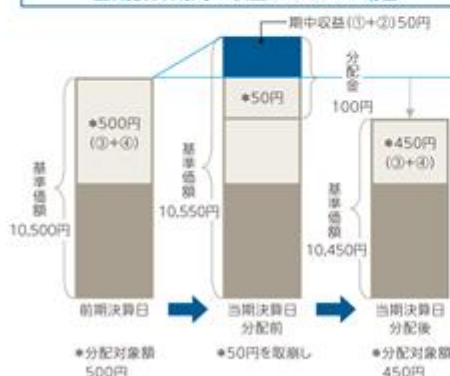 期中収益(①+②)50円
*50円
分配金
100円
*500円
(③+④)
*450円
(③+④)
基準価額
10,500円
基準価額
10,550円
基準価額
10,450円
前期決算日
当期決算日
分配前
当期決算日
分配後
*分配対象額
500円
*50円を取崩し
*分配対象額
450円